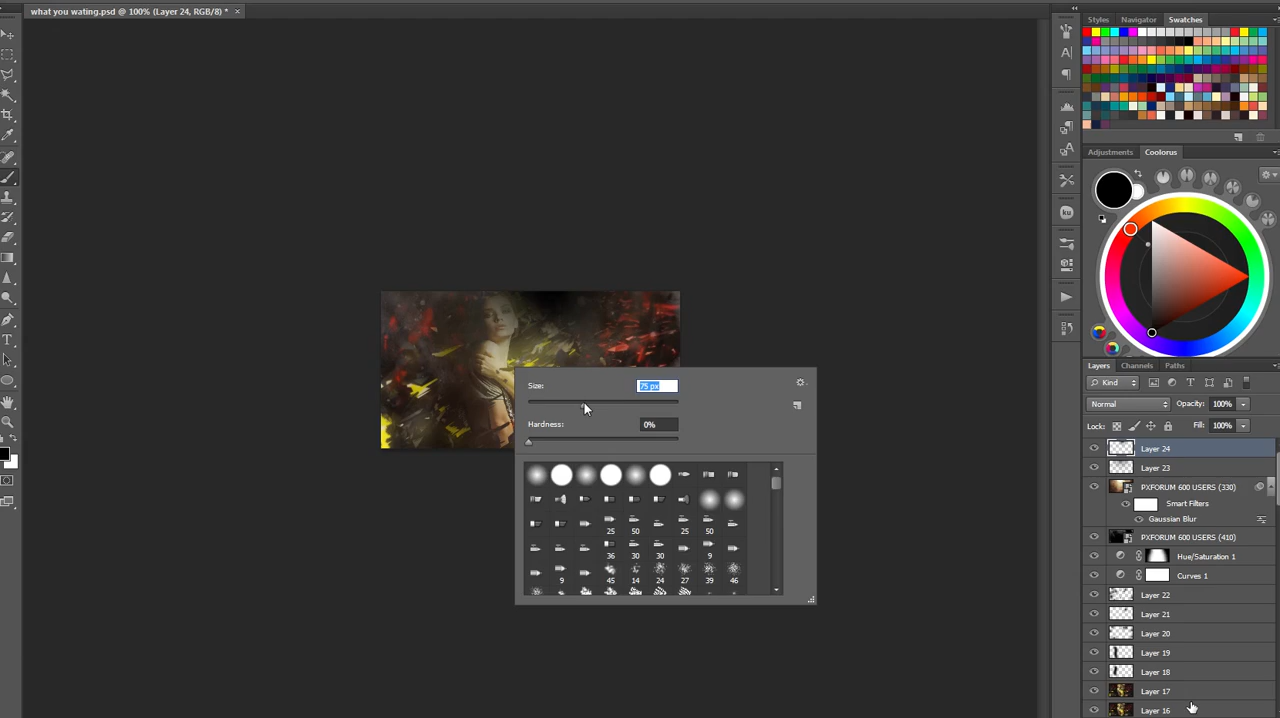 what you wating.psd @ 100% (Layer 24, RGB/8) *
Styles
Navigator
Swatches
Adjustments
Coolorus
ku
Size:
75 px
Hardness:
0%
25
50
25
50
36
30
30
9
9
45
14
24
27
39
46
Layers
Channels
Paths
Kind
Normal
Opacity:
100%
Lock:
Fill:
100%
Layer 24
Layer 23
PXFORUM 600 USERS (330)
Smart Filters
Gaussian Blur
PXFORUM 600 USERS (410)
Hue/Saturation 1
Curves 1
Layer 22
Layer 21
Layer 20
Layer 19
Layer 18
Layer 17
Layer 16